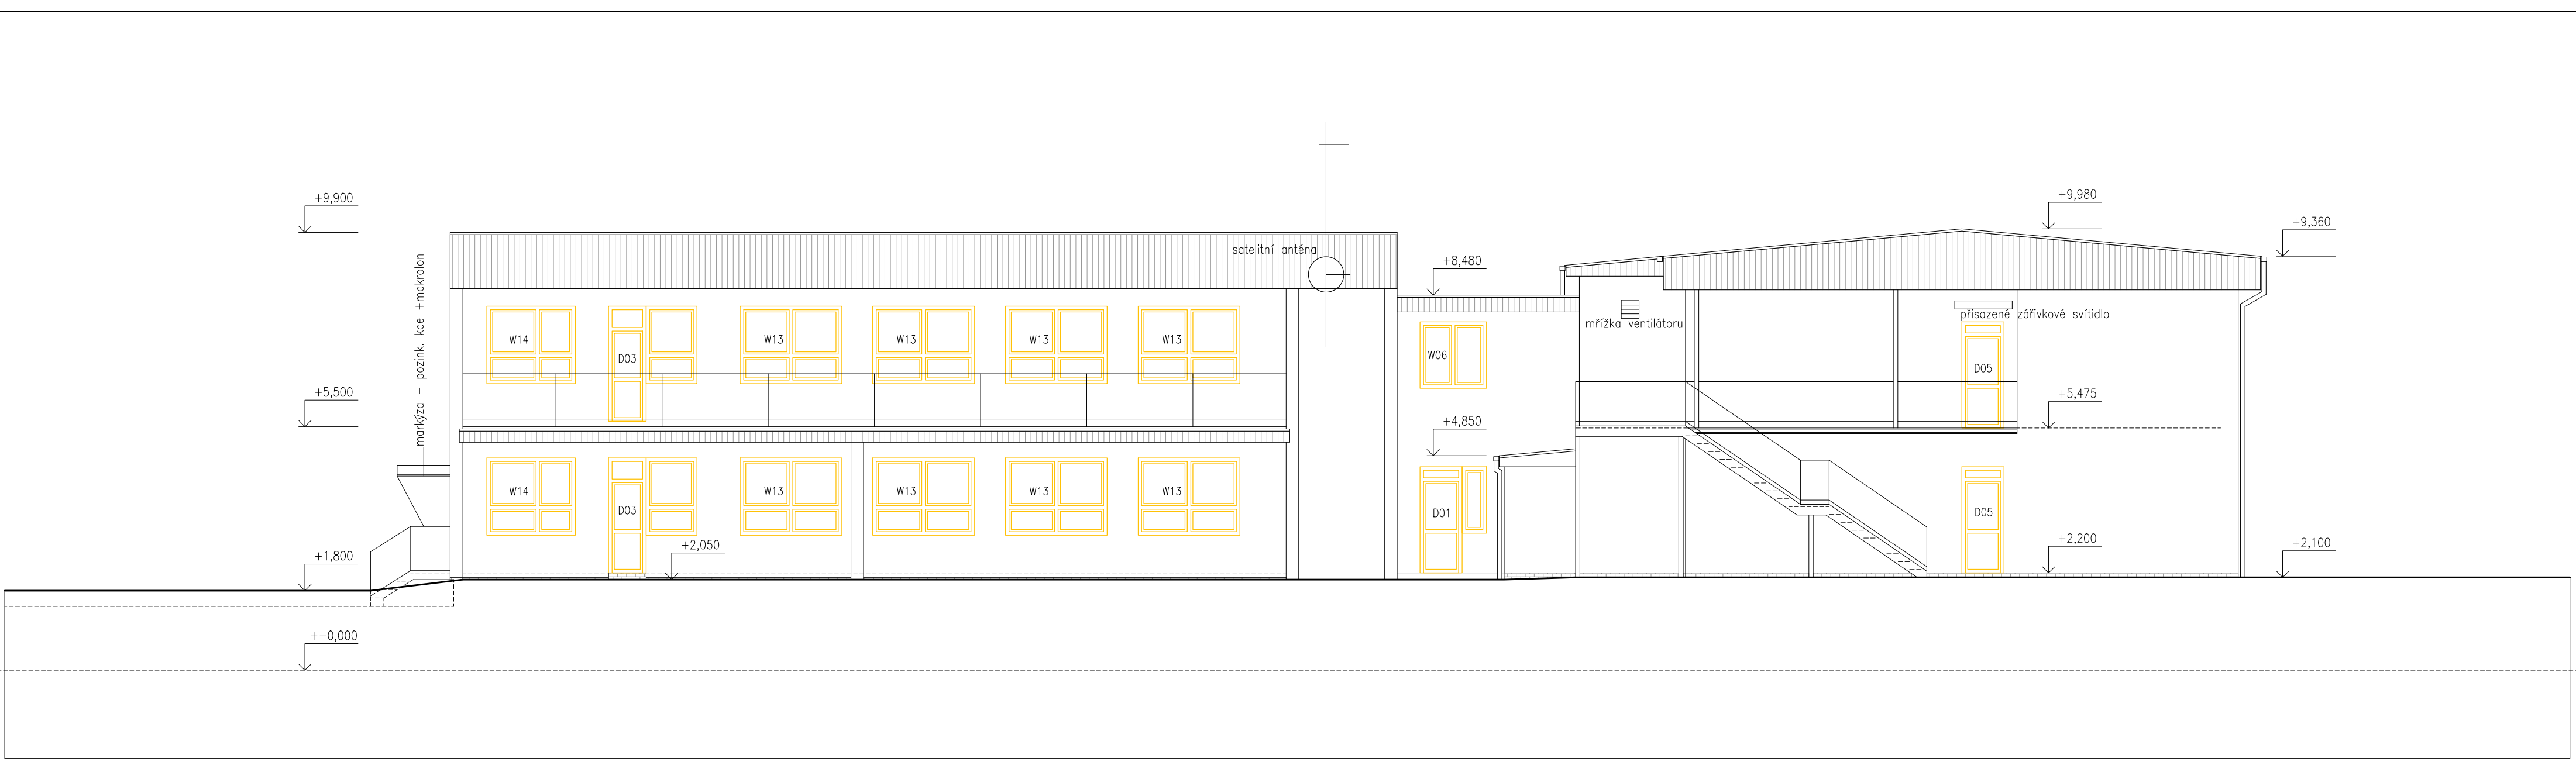 +9,980
+9,900
+9,360
satelitní anténa
+8,480
markýza - pozink. kce +makrolon
přisazené zářivkové svítidlo
mřížka ventilátoru
W14
D03
W13
W13
W13
W13
W06
D05
+5,500
+5,475
+4,850
W14
D03
W13
W13
W13
W13
D01
D05
+2,050
+2,200
+2,100
+1,800
+-0,000